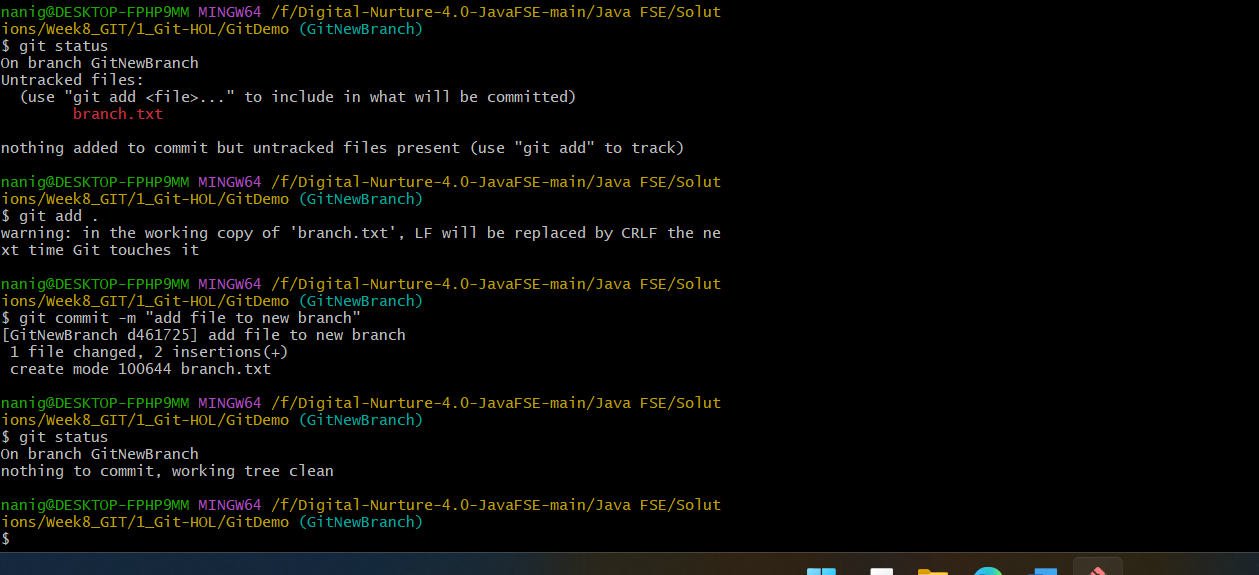 nanig@DESKTOP-FPHP9MM MINGW64 /f/Digital-Nurture-4.0-JavaFSE-main/Java FSE/Solut
ions/Week8_GIT/1_Git-HOL/GitDemo (GitNewBranch)
$ git status
On branch GitNewBranch
Untracked files:
  (use "git add <file>..." to include in what will be committed)
        branch.txt

nothing added to commit but untracked files present (use "git add" to track)

nanig@DESKTOP-FPHP9MM MINGW64 /f/Digital-Nurture-4.0-JavaFSE-main/Java FSE/Solut
ions/Week8_GIT/1_Git-HOL/GitDemo (GitNewBranch)
$ git add .
warning: in the working copy of 'branch.txt', LF will be replaced by CRLF the ne
xt time Git touches it

nanig@DESKTOP-FPHP9MM MINGW64 /f/Digital-Nurture-4.0-JavaFSE-main/Java FSE/Solut
ions/Week8_GIT/1_Git-HOL/GitDemo (GitNewBranch)
$ git commit -m "add file to new branch"
[GitNewBranch d461725] add file to new branch
 1 file changed, 2 insertions(+)
 create mode 100644 branch.txt

nanig@DESKTOP-FPHP9MM MINGW64 /f/Digital-Nurture-4.0-JavaFSE-main/Java FSE/Solut
ions/Week8_GIT/1_Git-HOL/GitDemo (GitNewBranch)
$ git status
On branch GitNewBranch
nothing to commit, working tree clean

nanig@DESKTOP-FPHP9MM MINGW64 /f/Digital-Nurture-4.0-JavaFSE-main/Java FSE/Solut
ions/Week8_GIT/1_Git-HOL/GitDemo (GitNewBranch)
$